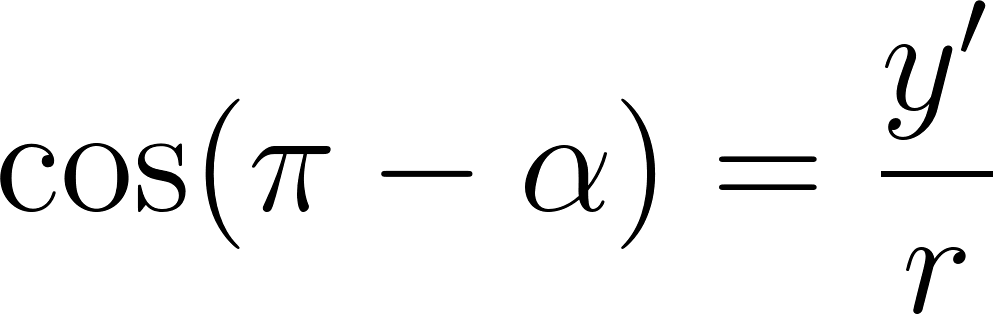 cos(π − α) = y′/r